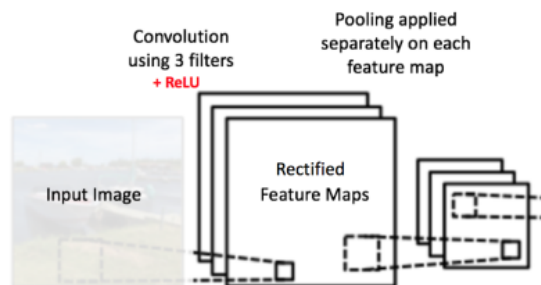 Convolution
using 3 filters
+ ReLU
Pooling applied
separately on each
feature map
Input Image
Rectified
Feature Maps